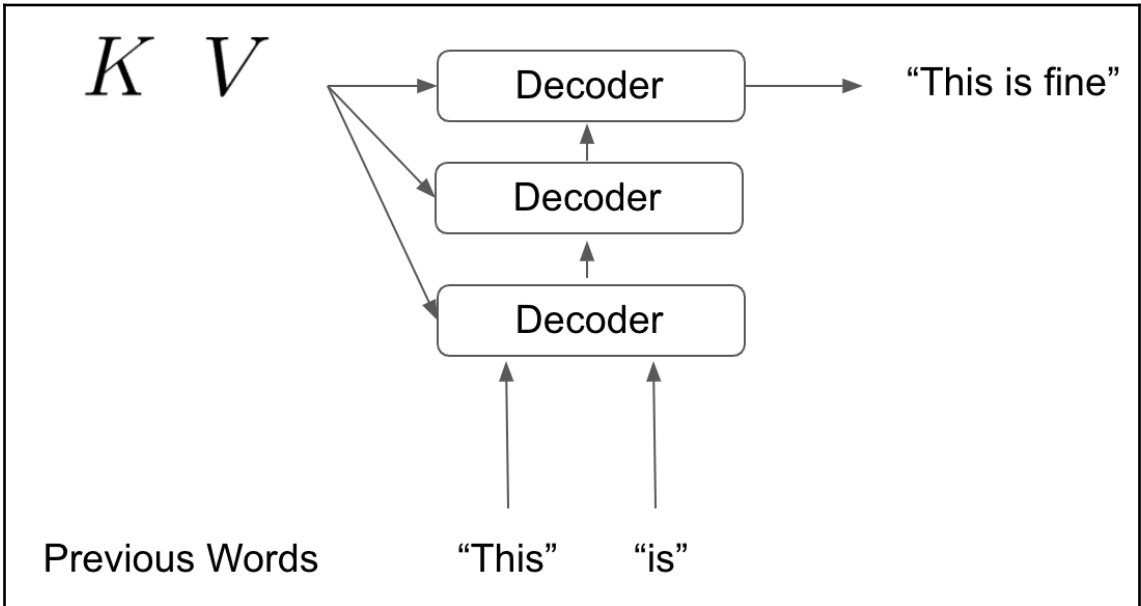 K V
Decoder
“This is fine”
Decoder
Decoder
Previous Words
“This”
“is”